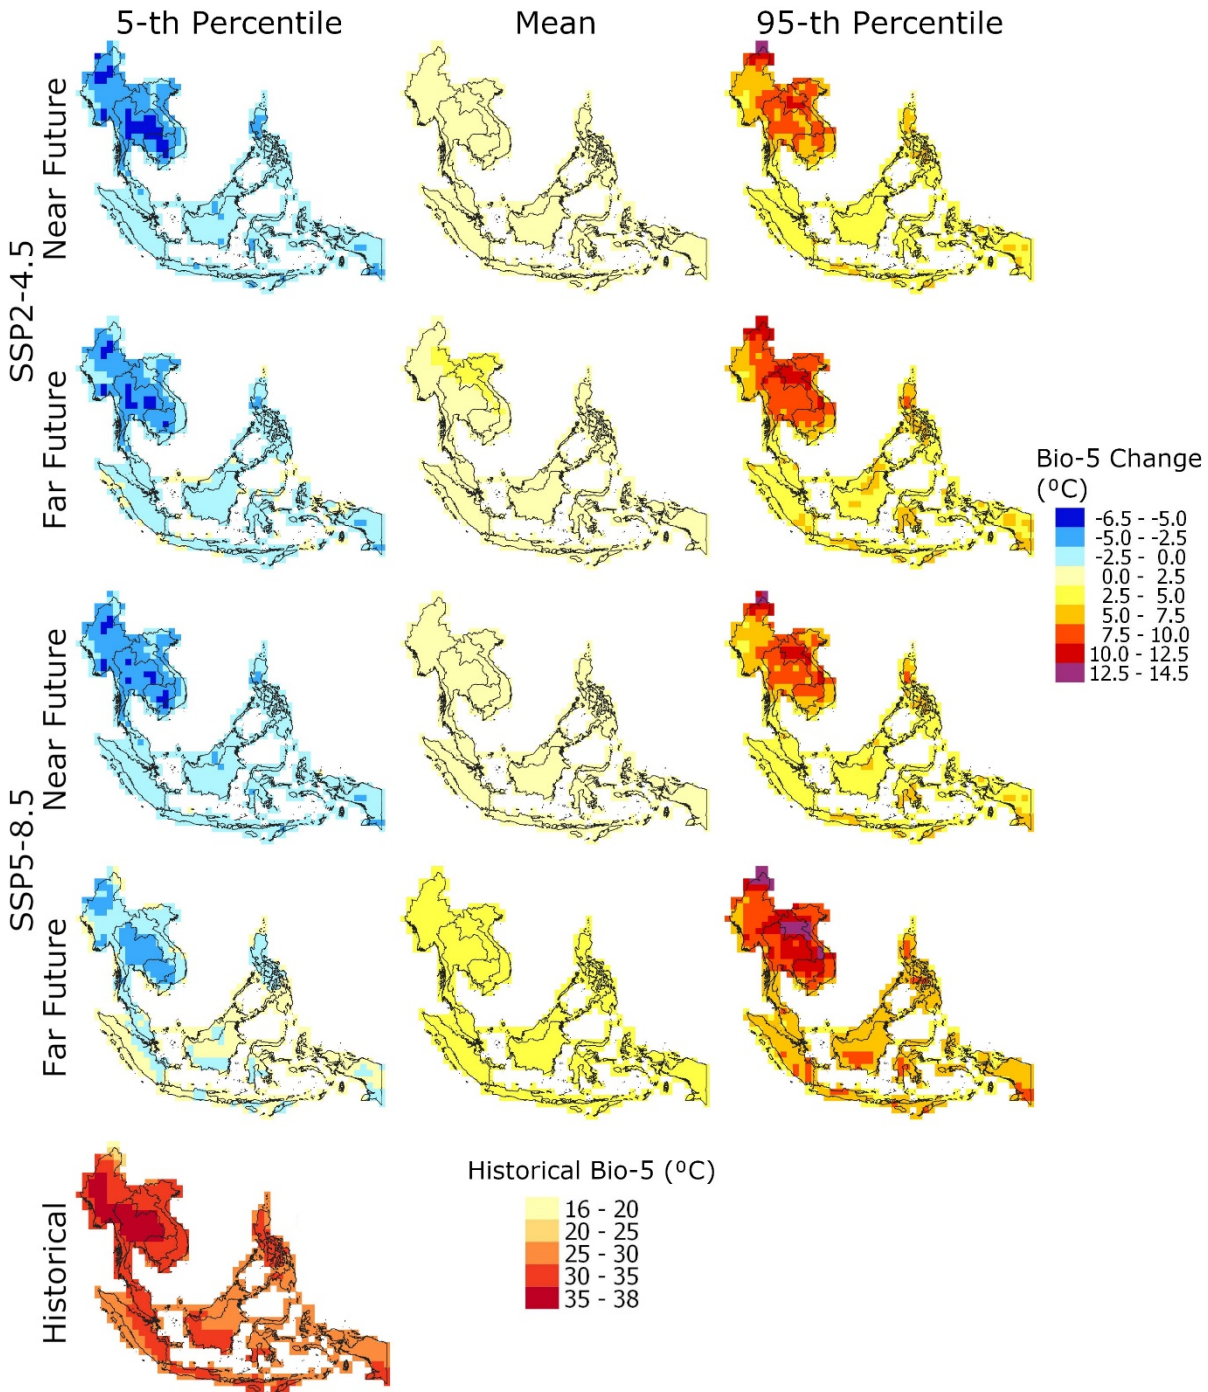 5-th Percentile
Mean
95-th Percentile
SSP2-4.5
Near Future
Far Future
Bio-5 Change
(⁰C)
-6.5 - -5.0
-5.0 - -2.5
-2.5 - 0.0
0.0 - 2.5
2.5 - 5.0
5.0 - 7.5
7.5 - 10.0
10.0 - 12.5
12.5 - 14.5
SSP5-8.5
Near Future
Far Future
Historical
Historical Bio-5 (⁰C)
16 - 20
20 - 25
25 - 30
30 - 35
35 - 38